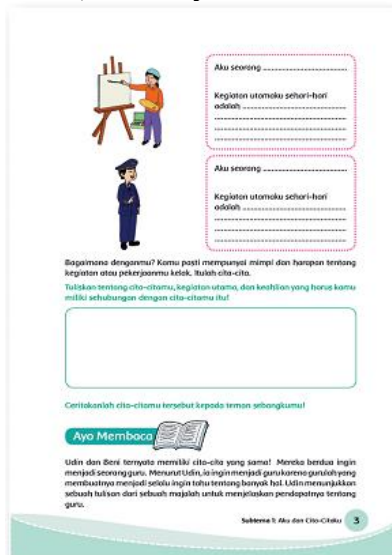 Aku seorang
Kegiatan utamaku sehari-hari
adalah
Aku seorang
Kegiatan utamaku sehari-hari
adalah
Bagaimana denganmu? Kamu pasti mempunyai mimpi dan harapan tentang
kegiatan atau pekerjaanmu kelak. Itulah cita-cita.
Tuliskan tentang cita-citamu, kegiatan utama, dan keahlian yang harus kamu
miliki sehubungan dengan cita-citamu itu!
Ceritakanlah cita-citamu tersebut kepada teman sebangkumu!
Ayo Membaca
Udin dan Beni ternyata memiliki cita-cita yang sama! Mereka berdua ingin
menjadi seorang guru. Menurut Udin, ia ingin menjadi guru karena gurulah yang
membuatnya menjadi selalu ingin tahu tentang banyak hal. Udin menunjukkan
sebuah tulisan dari sebuah majalah untuk menjelaskan pendapatnya tentang
guru.
Subtema 1: Aku dan Cita-Citaku 3